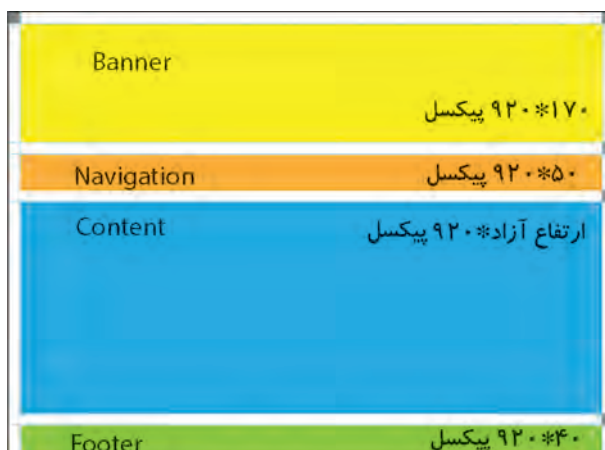 Banner
۹۲۰*۱۷۰ پیکسل
Navigation
۹۲۰*۵۰ پیکسل
Content
ارتفاع آزاد*۹۲۰ پیکسل
Footer
۹۲۰*۴۰ پیکسل